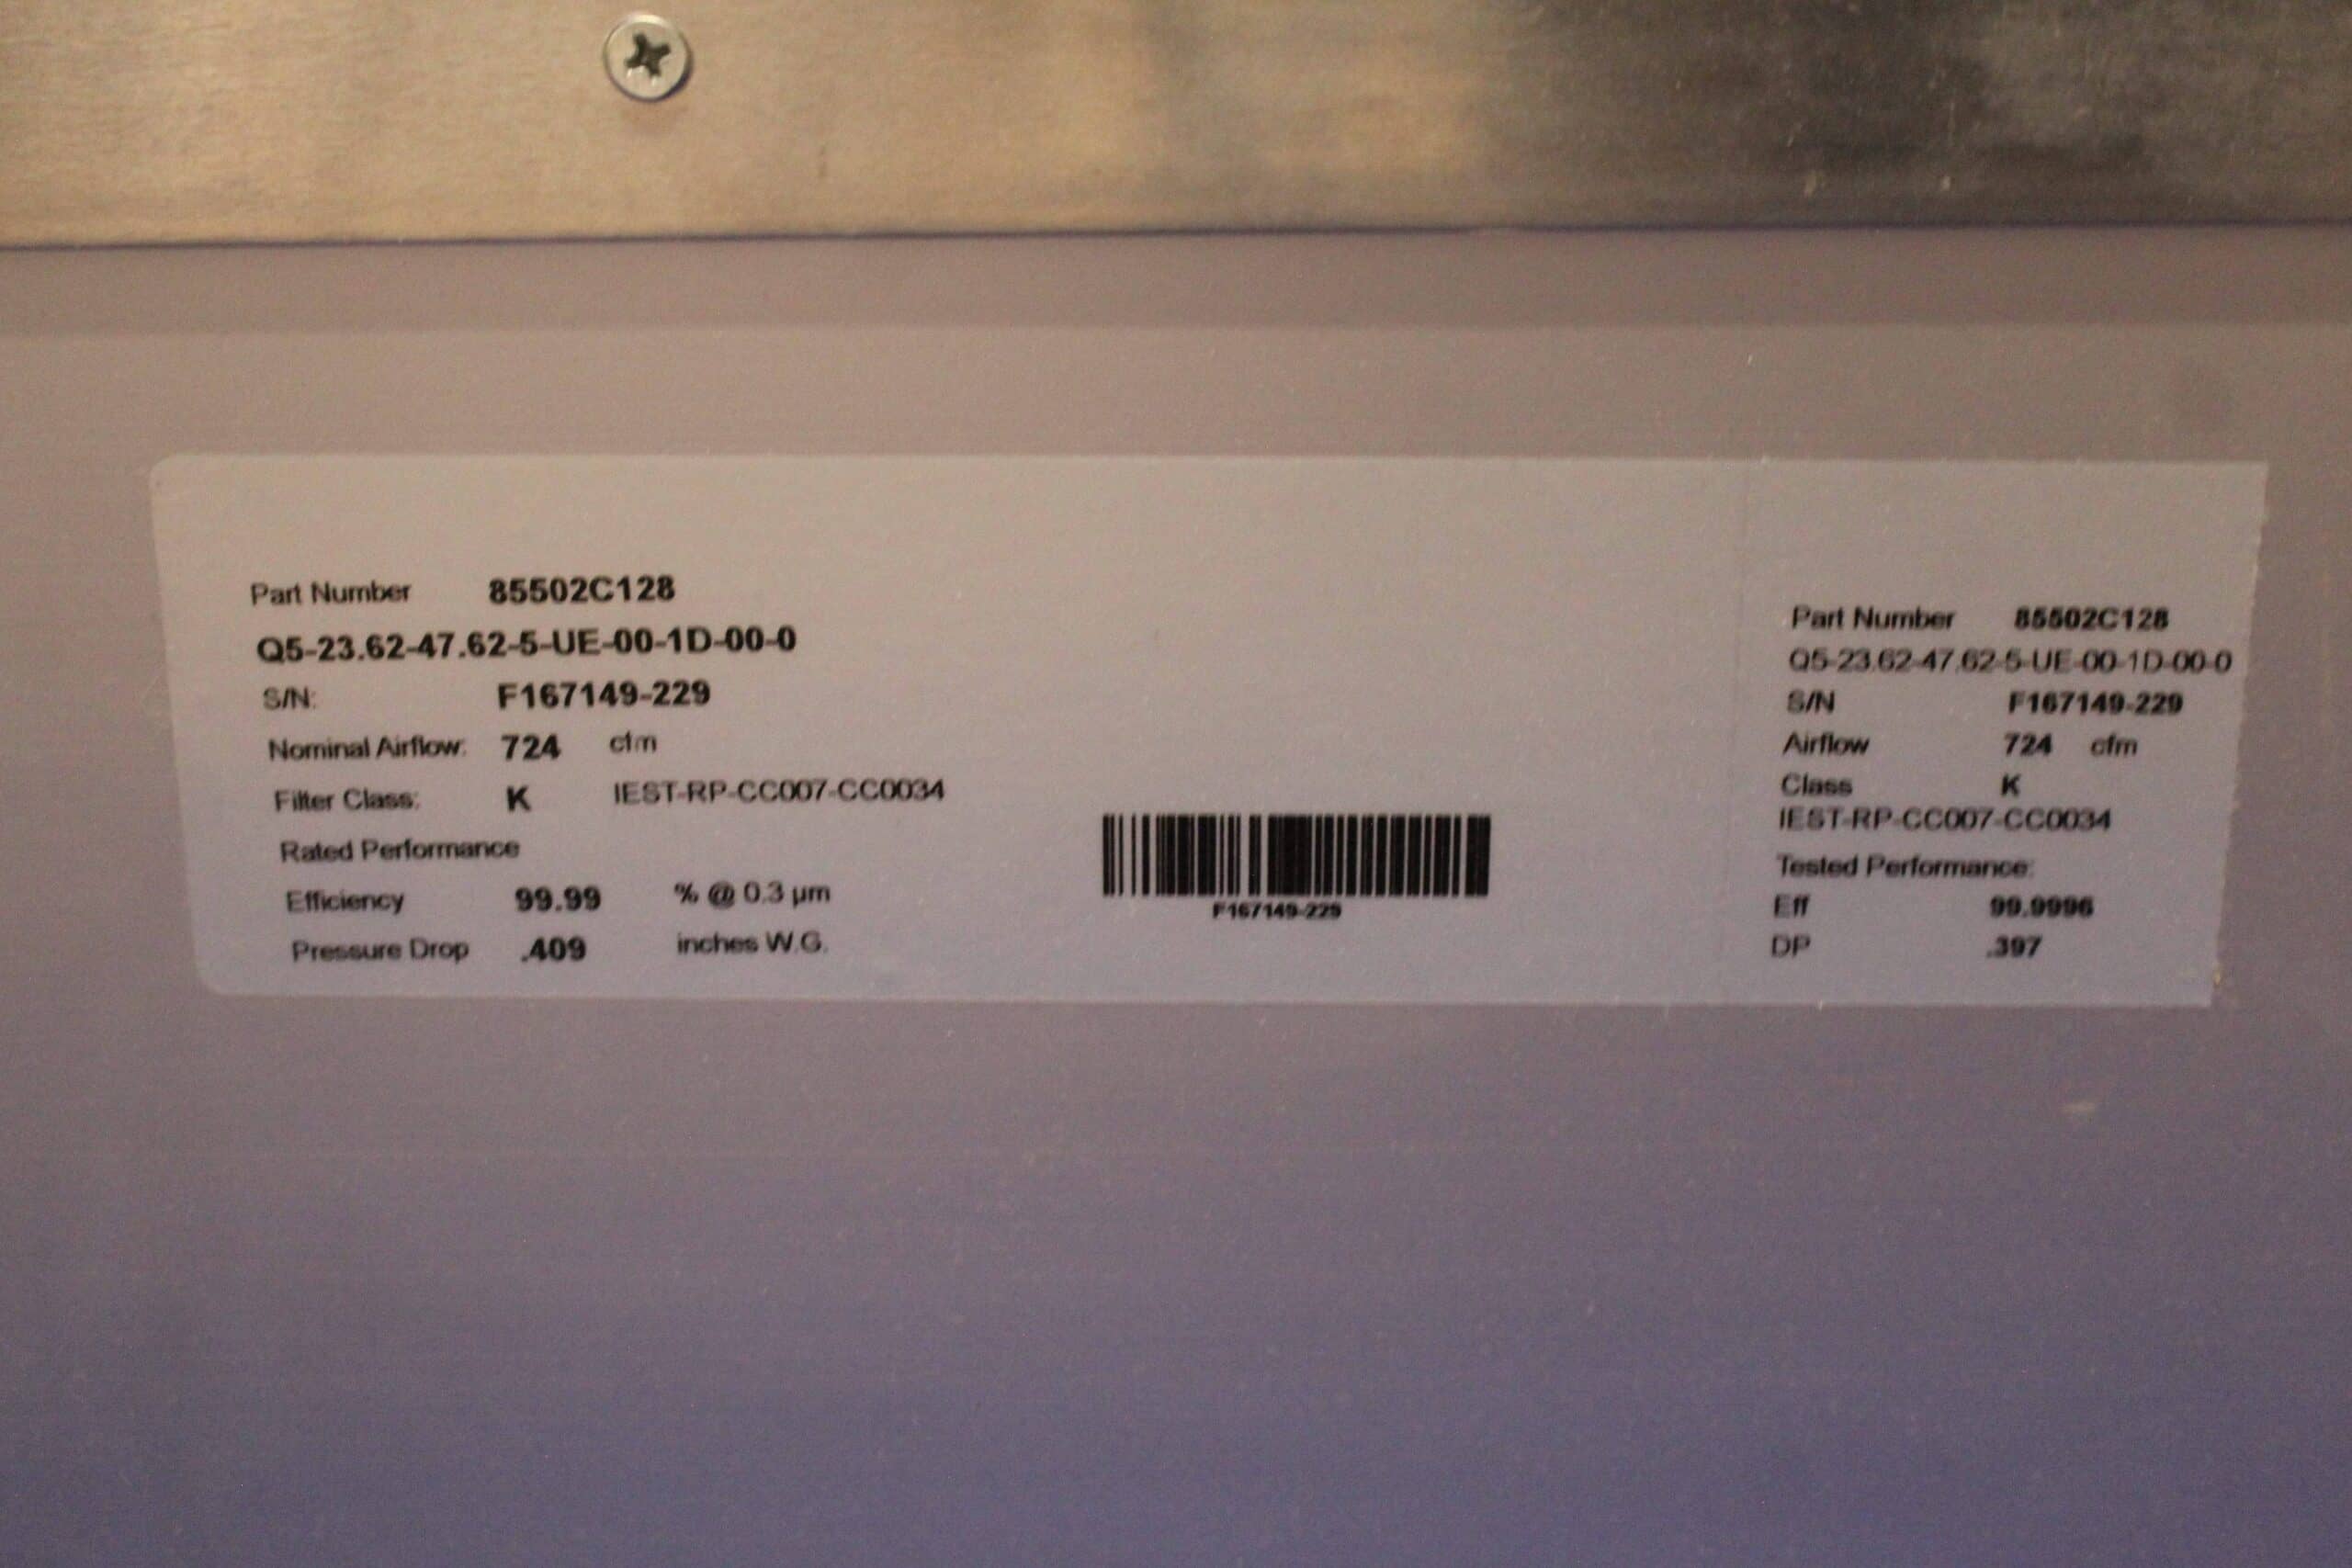 Part Number 85502C128
Q5-23.62-47.62-5-UE-00-1D-00-0
S/N: F167149-229
Nominal Airflow: 724 cfm
Filter Class: K IEST-RP-CC007-CC0034
Rated Performance
Efficiency 99.99 % @ 0.3 µm
Pressure Drop .409 inches W.G.
F167149-229
Part Number 85502C128
Q5-23.62-47.62-5-UE-00-1D-00-0
S/N F167149-229
Airflow 724 cfm
Class K
IEST-RP-CC007-CC0034
Tested Performance:
Eff 99.9996
DP .397